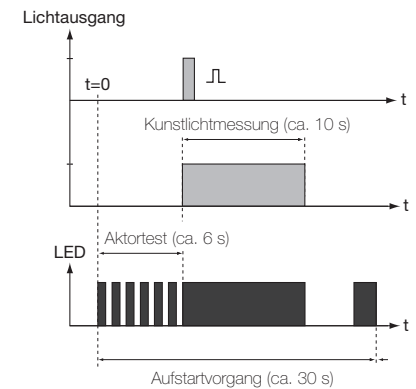 Lichtausgang
t=0
t
Kunstlichtmessung (ca. 10 s)
t
Aktortest (ca. 6 s)
LED
t
Aufstartvorgang (ca. 30 s)